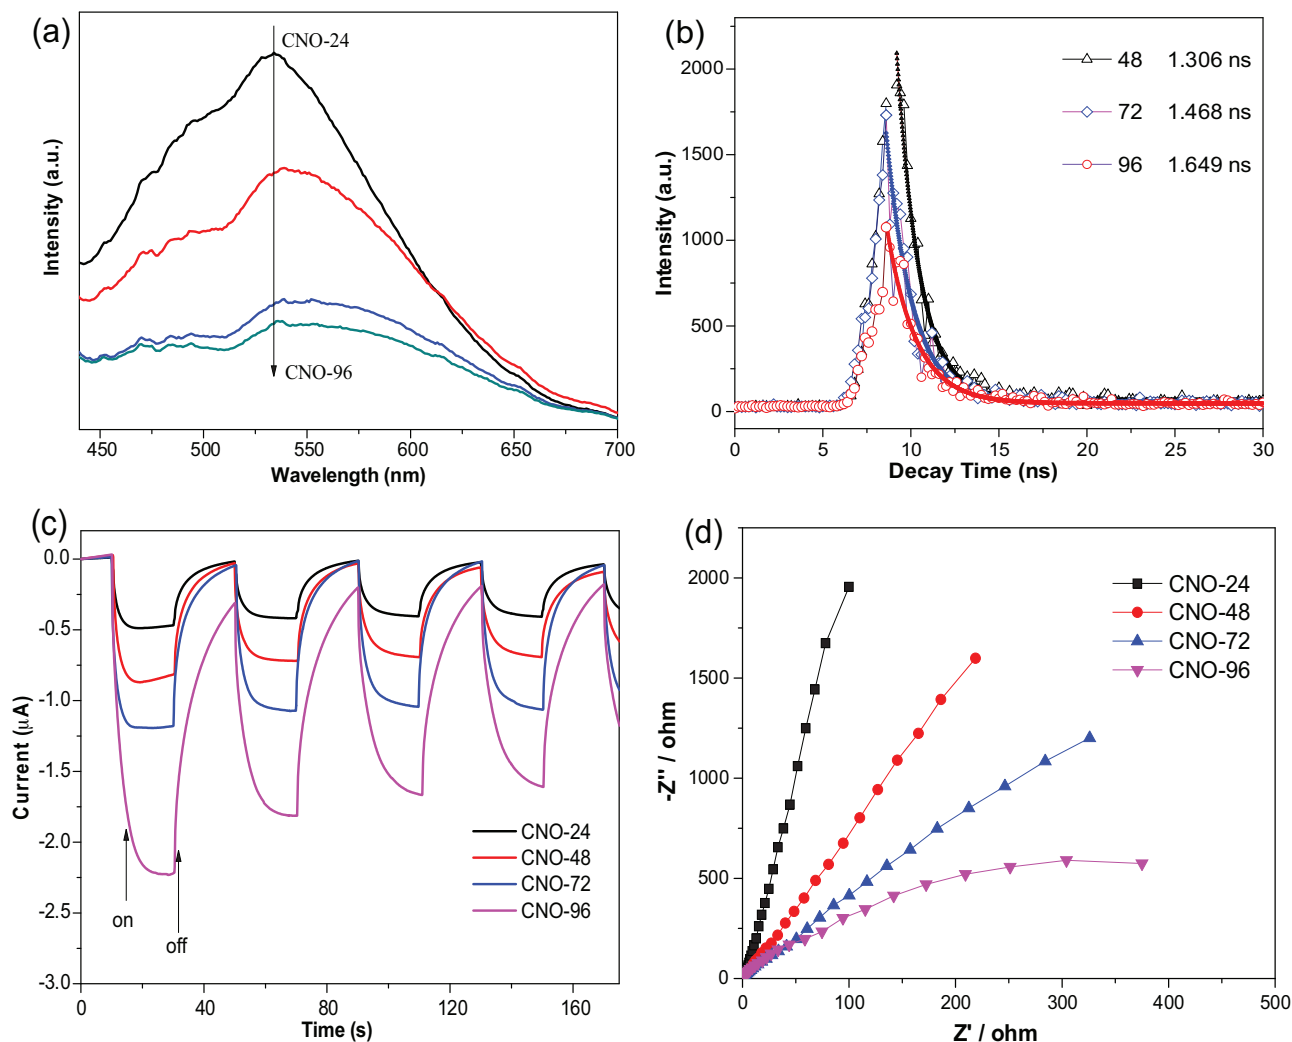 (a)
CNO-24
CNO-96
Intensity (a.u.)
450 500 550 600 650 700
Wavelength (nm)
(b)
48 1.306 ns
72 1.468 ns
96 1.649 ns
2000
1500
1000
500
0
Intensity (a.u.)
0 5 10 15 20 25 30
Decay Time (ns)
(c)
0.0
-0.5
-1.0
-1.5
-2.0
-2.5
-3.0
Current (μA)
on
off
CNO-24
CNO-48
CNO-72
CNO-96
0 40 80 120 160
Time (s)
(d)
2000
1500
1000
500
0
-Z'' / ohm
CNO-24
CNO-48
CNO-72
CNO-96
0 100 200 300 400 500
Z' / ohm